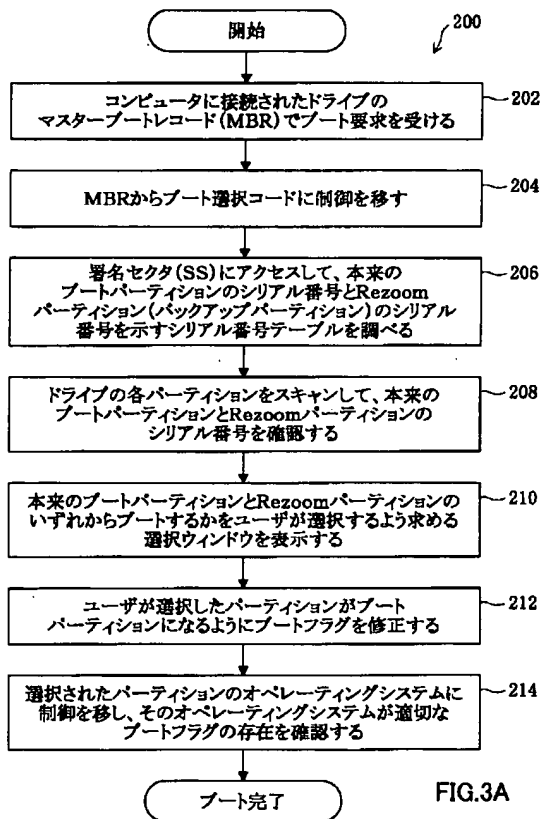 開始
200
コンピュータに接続されたドライブの
マスターブートレコード(MBR)でブート要求を受ける
202
MBRからブート選択コードに制御を移す
204
署名セクタ(SS)にアクセスして、本来の
ブートパーティションのシリアル番号とRezoom
パーティション(バックアップパーティション)のシリアル
番号を示すシリアル番号テーブルを調べる
206
ドライブの各パーティションをスキャンして、本来の
ブートパーティションとRezoomパーティションの
シリアル番号を確認する
208
本来のブートパーティションとRezoomパーティションの
いずれからブートするかをユーザが選択するよう求める
選択ウィンドウを表示する
210
ユーザが選択したパーティションがブート
パーティションになるようにブートフラグを修正する
212
選択されたパーティションのオペレーティングシステムに
制御を移し、そのオペレーティングシステムが適切な
ブートフラグの存在を確認する
214
ブート完了
FIG.3A